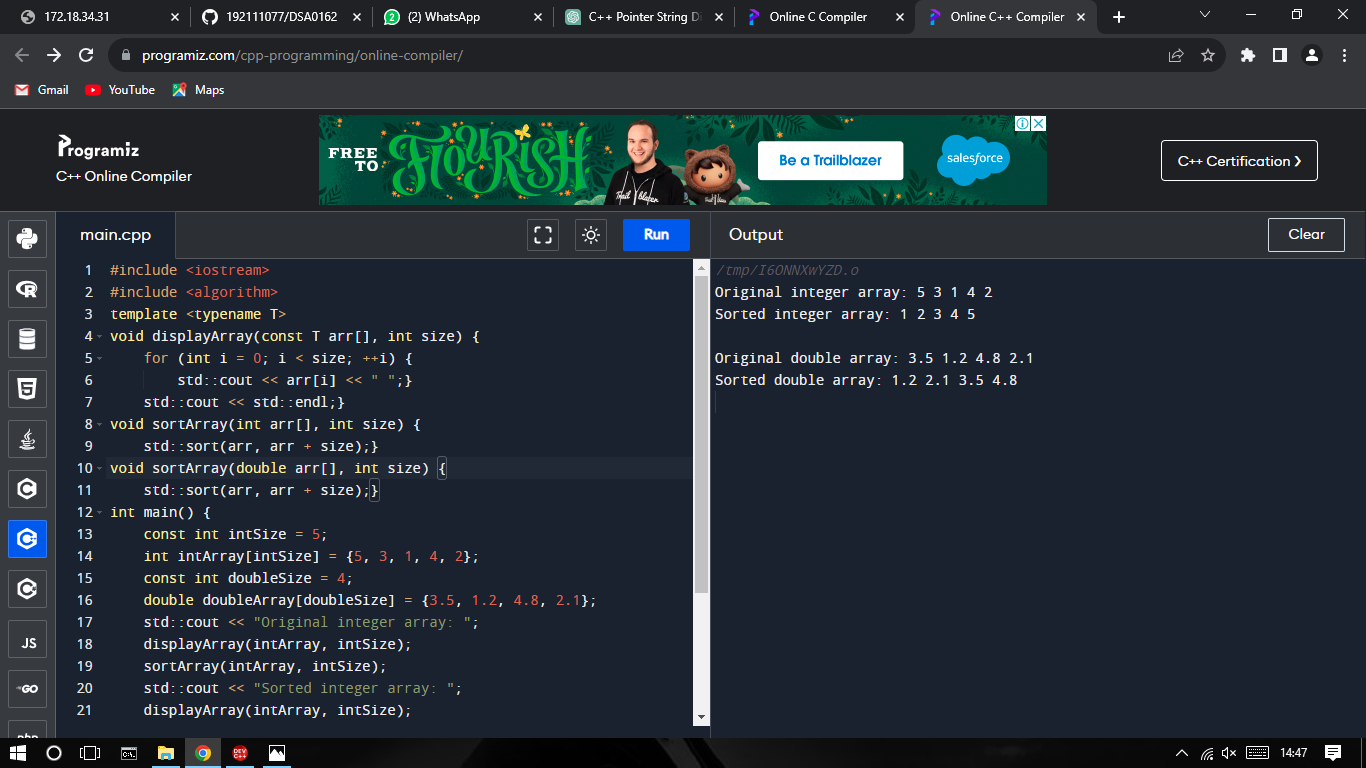 172.18.34.31
192111077/DSA0162
(2) WhatsApp
C++ Pointer String Di
Online C Compiler
Online C++ Compiler
programiz.com/cpp-programming/online-compiler/
Gmail
YouTube
Maps
Programiz
C++ Online Compiler
FREE TO
FLOURISH
Be a Trailblazer
salesforce
C++ Certification
main.cpp
Run
Output
Clear
1 #include <iostream>
2 #include <algorithm>
3 template <typename T>
4 void displayArray(const T arr[], int size) {
5 for (int i = 0; i < size; ++i) {
6 std::cout << arr[i] << " ";}
7 std::cout << std::endl;}
8 void sortArray(int arr[], int size) {
9 std::sort(arr, arr + size);}
10 void sortArray(double arr[], int size) {
11 std::sort(arr, arr + size);}
12 int main() {
13 const int intSize = 5;
14 int intArray[intSize] = {5, 3, 1, 4, 2};
15 const int doubleSize = 4;
16 double doubleArray[doubleSize] = {3.5, 1.2, 4.8, 2.1};
17 std::cout << "Original integer array: ";
18 displayArray(intArray, intSize);
19 sortArray(intArray, intSize);
20 std::cout << "Sorted integer array: ";
21 displayArray(intArray, intSize);
/tmp/I6ONNXwYZD.o
Original integer array: 5 3 1 4 2
Sorted integer array: 1 2 3 4 5
Original double array: 3.5 1.2 4.8 2.1
Sorted double array: 1.2 2.1 3.5 4.8
JS
GO
php
14:47